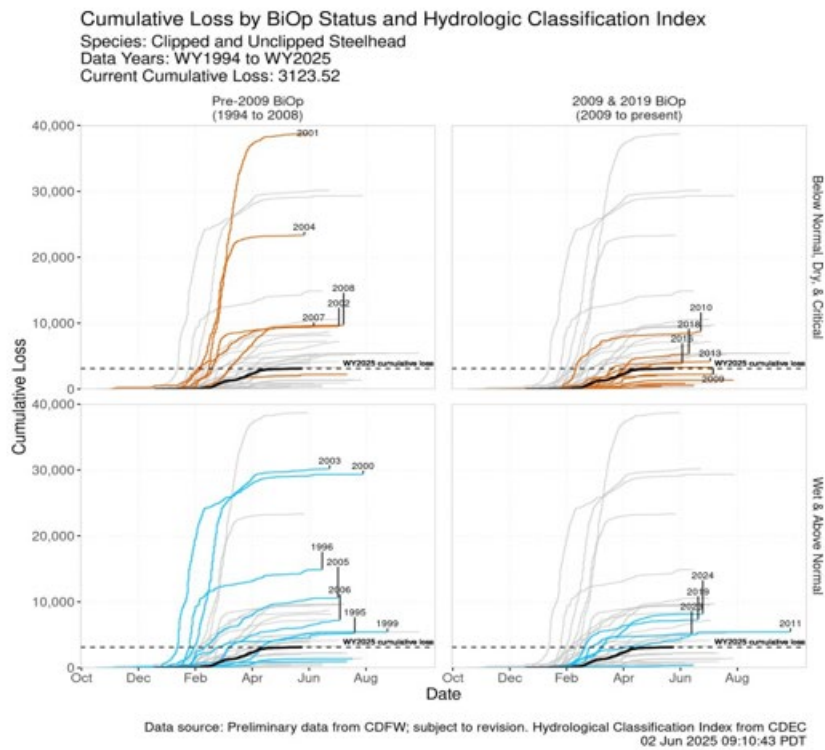 Cumulative Loss by BiOp Status and Hydrologic Classification Index
Species: Clipped and Unclipped Steelhead
Data Years: WY1994 to WY2025
Current Cumulative Loss: 3123.52
Pre-2009 BiOp
(1994 to 2008)
2009 & 2019 BiOp
(2009 to present)
Cumulative Loss
40,000
30,000
20,000
10,000
0
2001
2004
2008
2002
2007
WY2025 cumulative loss
2010
2018
2013
WY2025 cumulative loss
2009
Below Normal, Dry, & Critical
40,000
30,000
20,000
10,000
0
2003
2000
1996
2005
2006
1995
1999
WY2025 cumulative loss
2024
2019
2011
WY2025 cumulative loss
Wet & Above Normal
Oct
Dec
Feb
Apr
Jun
Aug
Oct
Dec
Feb
Apr
Jun
Aug
Date
Data source: Preliminary data from CDFW; subject to revision. Hydrological Classification Index from CDEC
02 Jun 2025 09:10:43 PDT